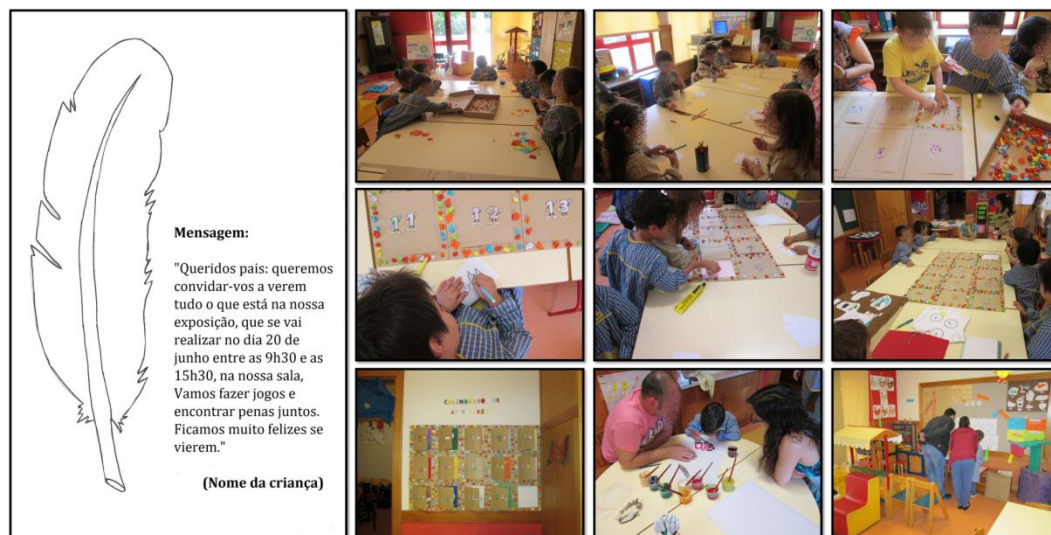 Mensagem:
"Queridos pais: queremos
convidar-vos a verem
tudo o que está na nossa
exposição, que se vai
realizar no dia 20 de
junho entre as 9h30 e as
15h30, na nossa sala,
Vamos fazer jogos e
encontrar penas juntos.
Ficamos muito felizes se
vierem."
(Nome da criança)
11
12
13